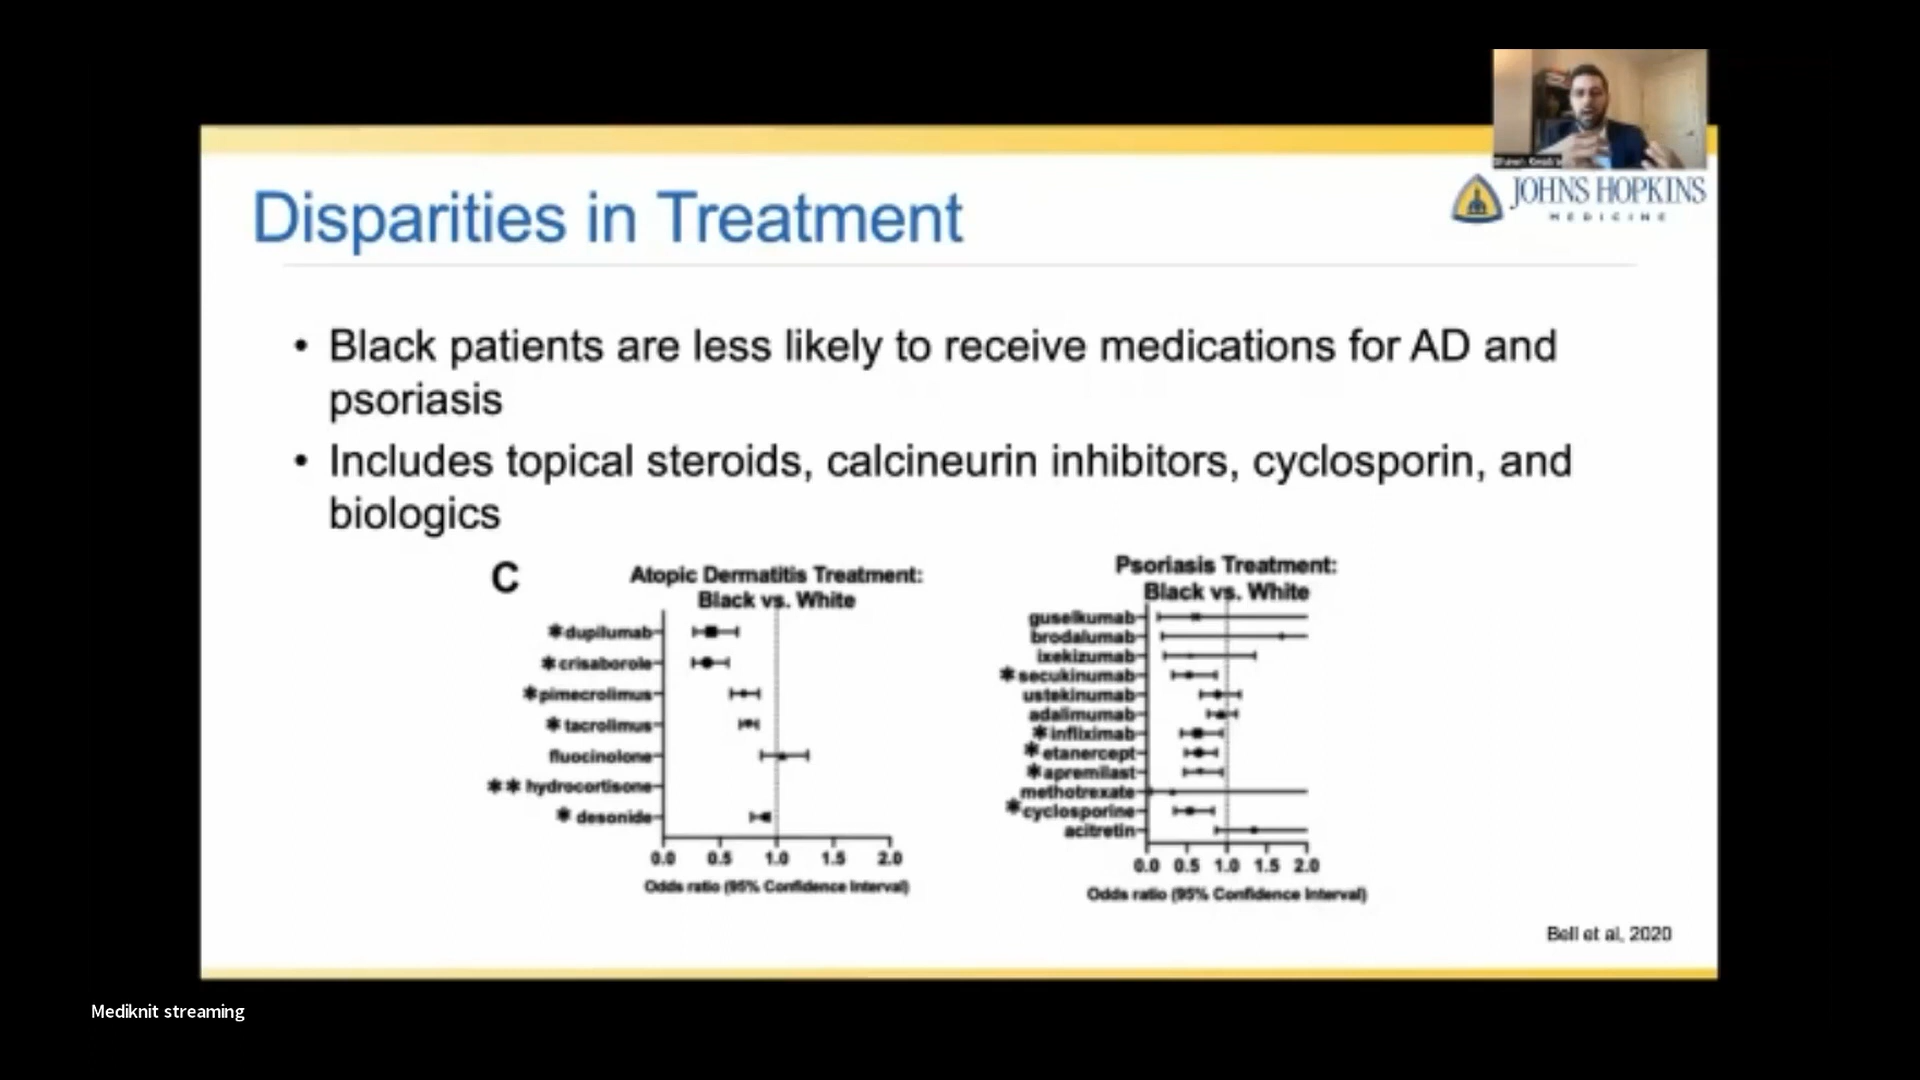 JOHNS HOPKINS
MEDICINE
Disparities in Treatment
• Black patients are less likely to receive medications for AD and
psoriasis
• Includes topical steroids, calcineurin inhibitors, cyclosporin, and
biologics
C
Atopic Dermatitis Treatment:
Black vs. White
*dupilumab
*crisaborole
*pimecrolimus
*tacrolimus
fluocinolone
**hydrocortisone
*desonide
0.0 0.5 1.0 1.5 2.0
Odds ratio (95% Confidence Interval)
Psoriasis Treatment:
Black vs. White
guselkumab
brodalumab
ixekizumab
*secukinumab
ustekinumab
adalimumab
*infliximab
*etanercept
*apremilast
methotrexate
*cyclosporine
acitretin
0.0 0.5 1.0 1.5 2.0
Odds ratio (95% Confidence Interval)
Bell et al, 2020
Mediknit streaming